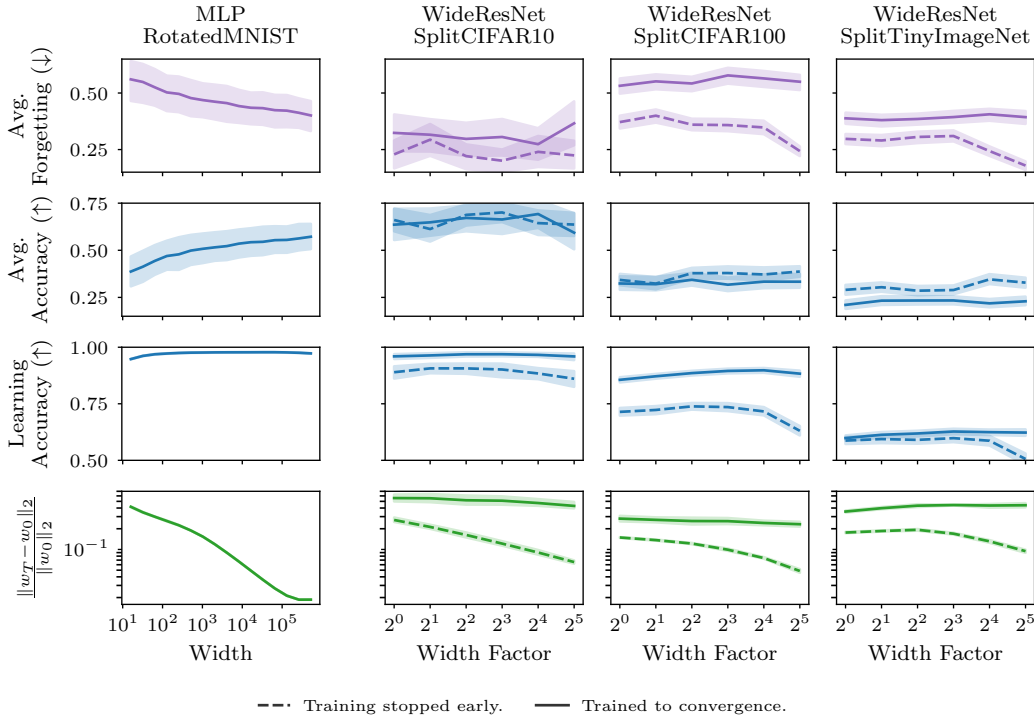 MLP
RotatedMNIST
WideResNet
SplitCIFAR10
WideResNet
SplitCIFAR100
WideResNet
SplitTinyImageNet
Avg.
Forgetting (↓)
0.50
0.25
Avg.
Accuracy (↑)
0.75
0.50
0.25
Learning
Accuracy (↑)
1.00
0.75
0.50
||w_T − w_0||_2
||w_0||_2
10^{-1}
10^1 10^2 10^3 10^4 10^5
2^0 2^1 2^2 2^3 2^4 2^5
2^0 2^1 2^2 2^3 2^4 2^5
2^0 2^1 2^2 2^3 2^4 2^5
Width
Width Factor
Width Factor
Width Factor
Training stopped early.
Trained to convergence.